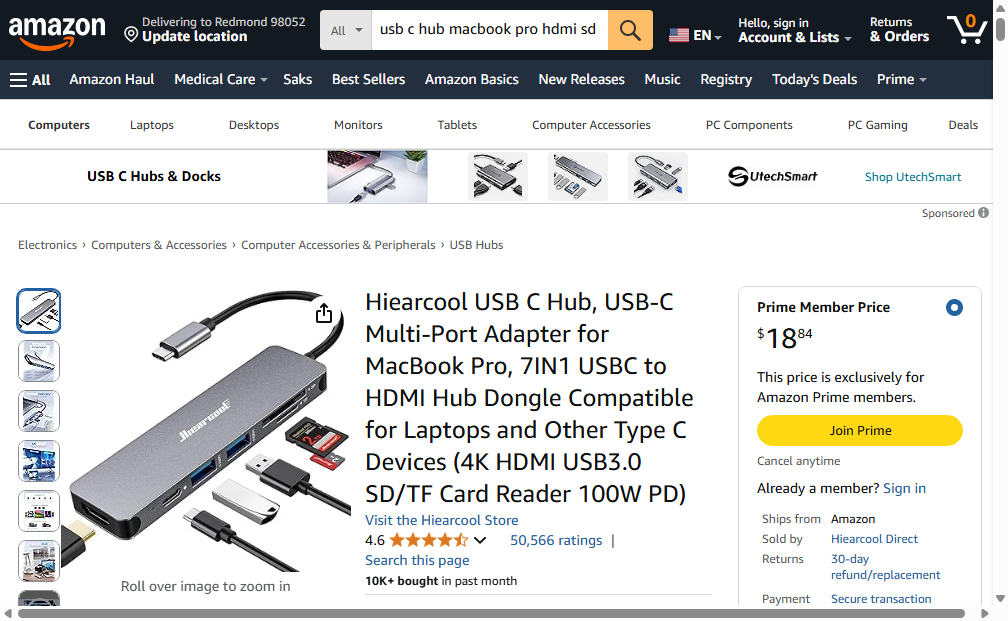 amazon
Delivering to Redmond 98052
Update location
All
usb c hub macbook pro hdmi sd
EN
Hello, sign in
Account & Lists
Returns
& Orders
0
All
Amazon Haul
Medical Care
Saks
Best Sellers
Amazon Basics
New Releases
Music
Registry
Today's Deals
Prime
Computers
Laptops
Desktops
Monitors
Tablets
Computer Accessories
PC Components
PC Gaming
Deals
USB C Hubs & Docks
UtechSmart
Shop UtechSmart
Sponsored
Electronics › Computers & Accessories › Computer Accessories & Peripherals › USB Hubs
Hiearcool
Roll over image to zoom in
Hiearcool USB C Hub, USB-C
Multi-Port Adapter for
MacBook Pro, 7IN1 USBC to
HDMI Hub Dongle Compatible
for Laptops and Other Type C
Devices (4K HDMI USB3.0
SD/TF Card Reader 100W PD)
Visit the Hiearcool Store
4.6
50,566 ratings |
Search this page
10K+ bought in past month
Prime Member Price
$18 84
This price is exclusively for
Amazon Prime members.
Join Prime
Cancel anytime
Already a member? Sign in
Ships from Amazon
Sold by Hiearcool Direct
Returns 30-day
refund/replacement
Payment Secure transaction